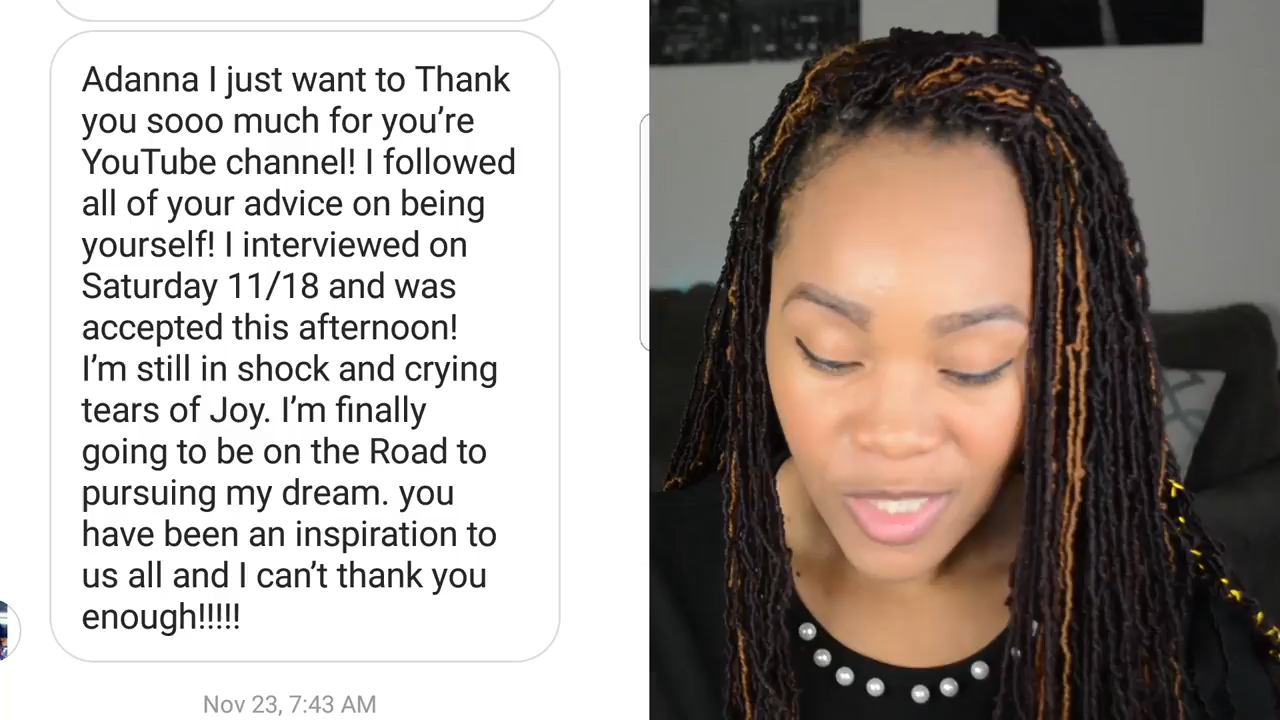 Adanna I just want to Thank
you sooo much for you’re
YouTube channel! I followed
all of your advice on being
yourself! I interviewed on
Saturday 11/18 and was
accepted this afternoon!
I’m still in shock and crying
tears of Joy. I’m finally
going to be on the Road to
pursuing my dream. you
have been an inspiration to
us all and I can’t thank you
enough!!!!!
Nov 23, 7:43 AM